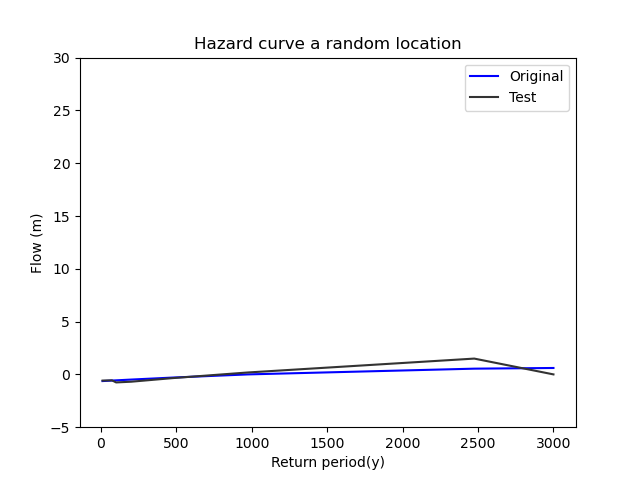 Hazard curve a random location
Original
Test
30
25
20
15
10
5
0
−5
Flow (m)
0 500 1000 1500 2000 2500 3000
Return period(y)